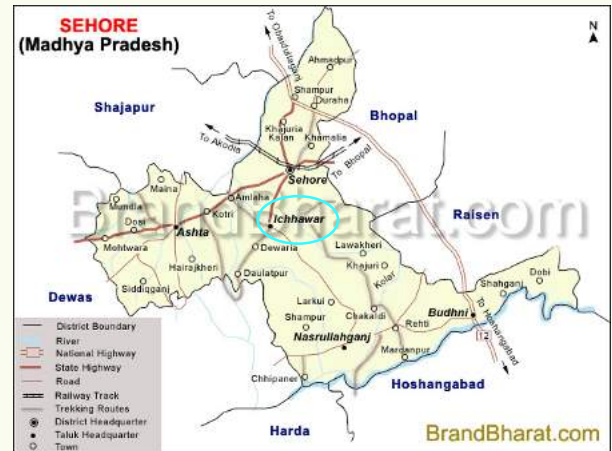 SEHORE
(Madhya Pradesh)
N
To Obaidullaganj
Ahmadpur
Shampur
Duraha
Shajapur
Bhopal
Khajuria
Kalan
Khamalia
To Akodia
To Bhopal
Sehore
Maina
Mundla
Amlaha
Kotri
Ichhawar
Raisen
BrandBharat.com
Dosi
Ashta
Mohtwara
Dewaria
Lawakheri
Hairajkheri
Khajuri
Kolar
Siddiqganj
Daulatpur
Shahganj
Dobi
Dewas
Larkui
Chakaldi
Budhni
To Hoshangabad
Shampur
Rehti
12
Nasrullahganj
Mardanpur
Chhipaner
Hoshangabad
Harda
District Boundary
River
National Highway
State Highway
Road
Railway Track
Trekking Routes
District Headquarter
Taluk Headquarter
Town
BrandBharat.com